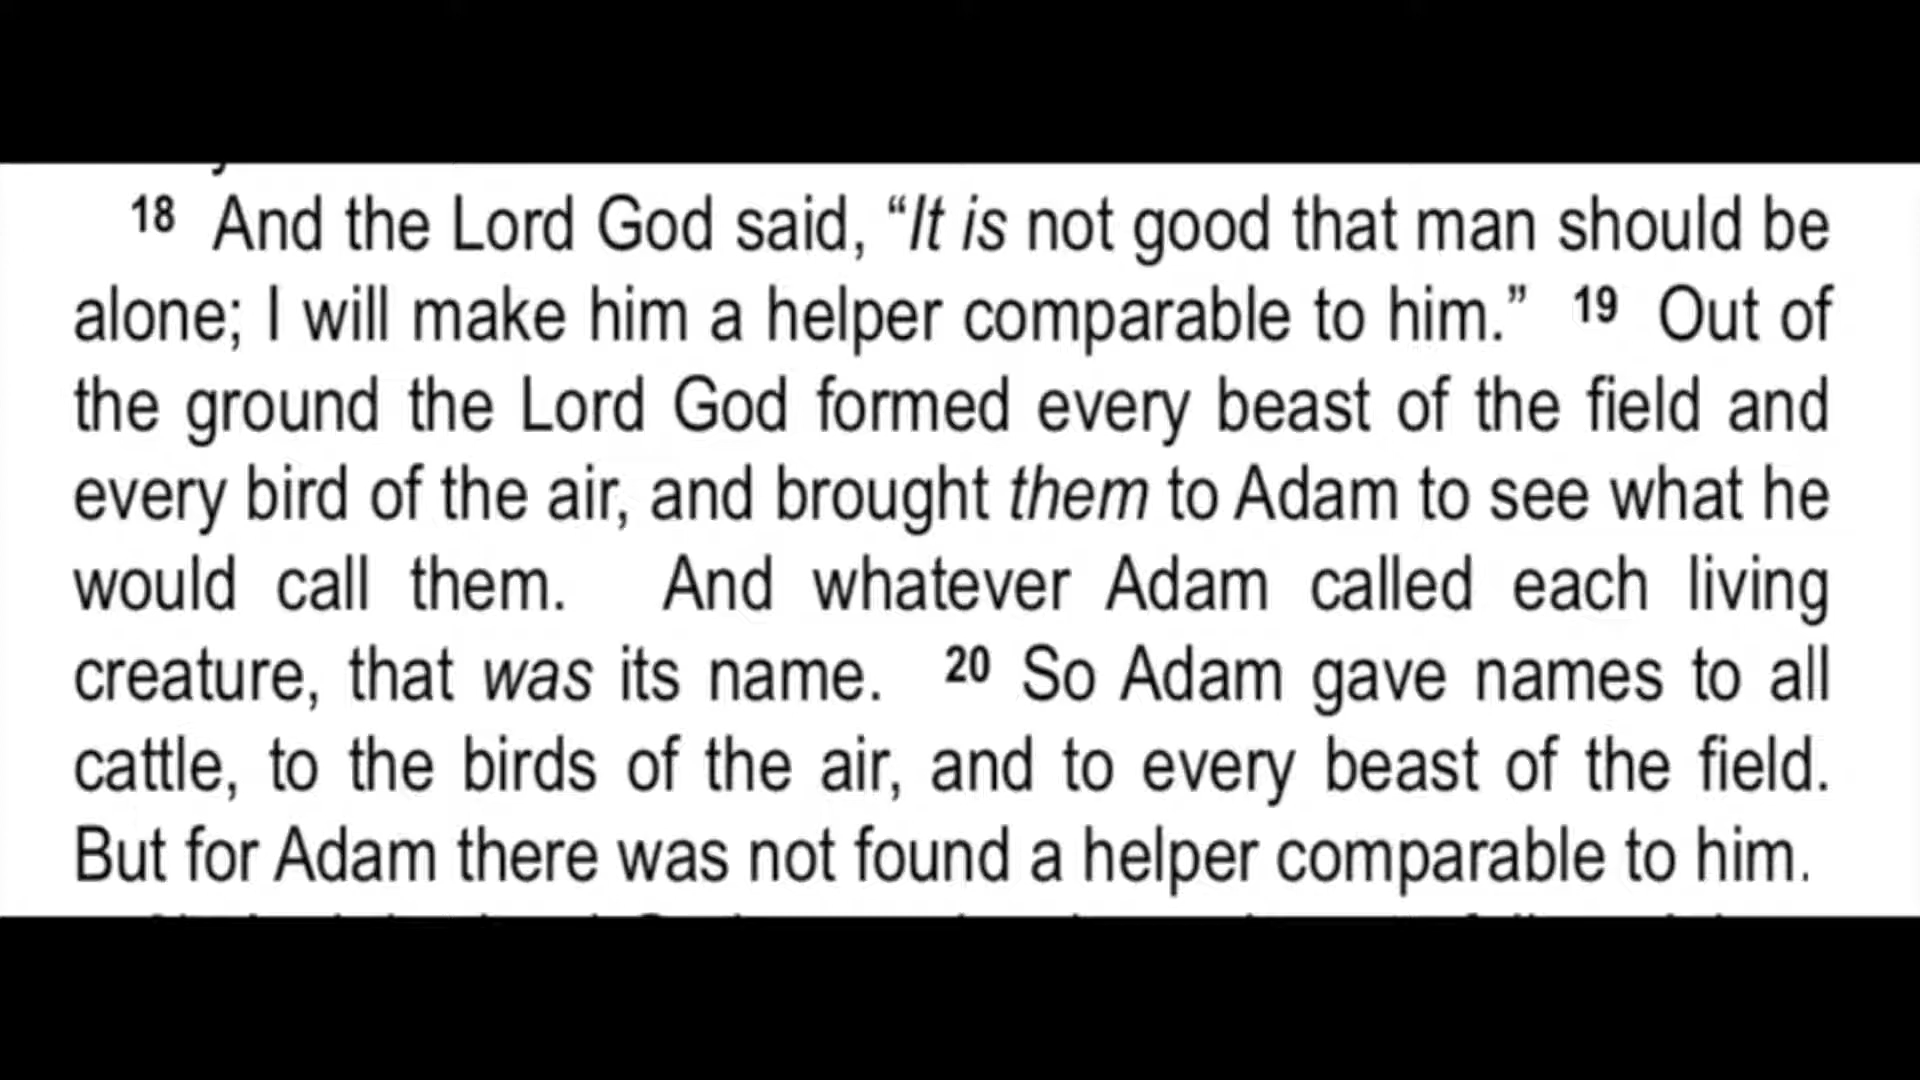 18 And the Lord God said, “It is not good that man should be
alone; I will make him a helper comparable to him.” 19 Out of
the ground the Lord God formed every beast of the field and
every bird of the air, and brought them to Adam to see what he
would call them. And whatever Adam called each living
creature, that was its name. 20 So Adam gave names to all
cattle, to the birds of the air, and to every beast of the field.
But for Adam there was not found a helper comparable to him.